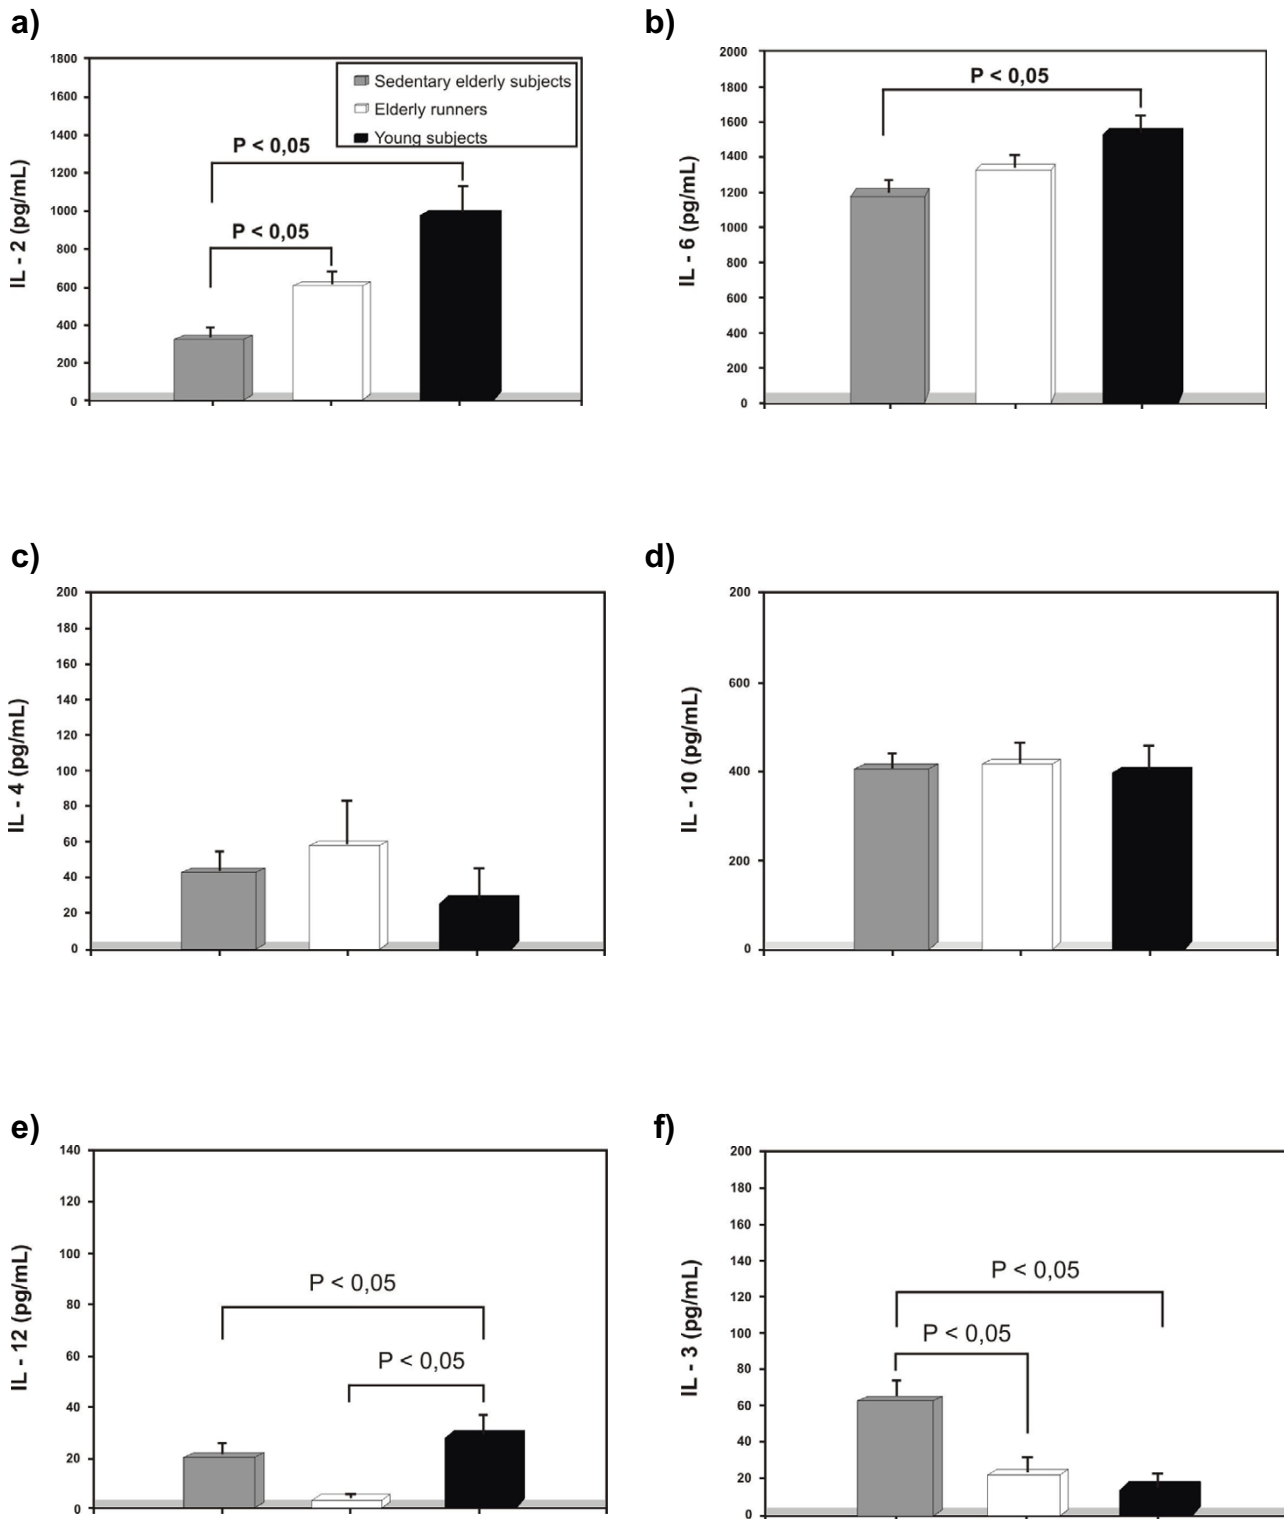 a)
1800
1600
1400
1200
1000
800
600
400
200
0
IL - 2 (pg/mL)
Sedentary elderly subjects
Elderly runners
Young subjects
P < 0,05
P < 0,05
b)
2000
1800
1600
1400
1200
1000
800
600
400
200
0
IL - 6 (pg/mL)
P < 0,05
c)
200
180
160
140
120
100
80
60
40
20
0
IL - 4 (pg/mL)
d)
200
600
400
200
0
IL - 10 (pg/mL)
e)
140
120
100
80
60
40
20
0
IL - 12 (pg/mL)
P < 0,05
P < 0,05
f)
200
180
160
140
120
100
80
60
40
20
0
IL - 3 (pg/mL)
P < 0,05
P < 0,05